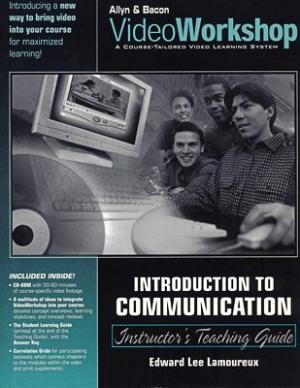 Introducing a new
way to bring video
into your course
for maximized
learning!
Allyn & Bacon
VideoWorkshop
A COURSE-TAILORED VIDEO LEARNING SYSTEM
INCLUDED INSIDE!
• CD-ROM with 50-60 minutes
of course-specific video footage.
• A multitude of ideas to integrate
VideoWorkshop into your course:
detailed concept overviews, learning
objectives, and concept reviews.
• The Student Learning Guide
(printed at the end of the
Teaching Guide), with the
Answer Key
• Correlation Grids for participating
textbooks to connect chapters
to the modules within the video
and print supplements.
INTRODUCTION TO
COMMUNICATION
Instructor's Teaching Guide
Edward Lee Lamoureux